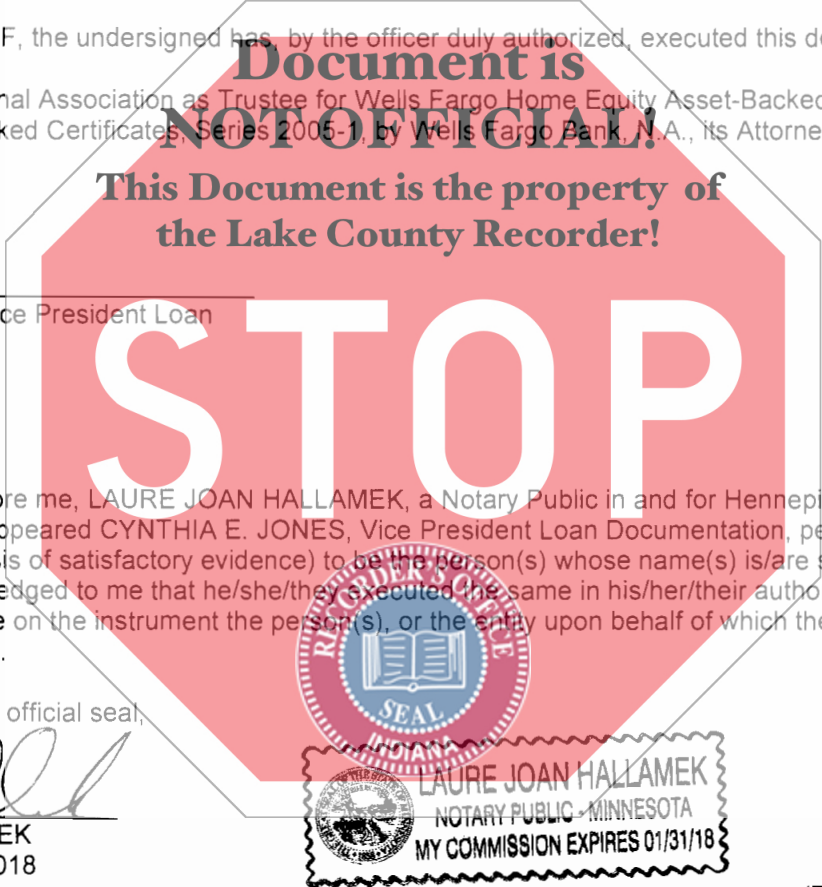 F, the undersigned has, by the officer duly authorized, executed this de
Document is
nal Association as Trustee for Wells Fargo Home Equity Asset-Backed
ked Certificates, Series 2005-1, by Wells Fargo Bank, N.A., its Attorne
NOT OFFICIAL!
This Document is the property of
the Lake County Recorder!
ce President Loan
STOP
ore me, LAURE JOAN HALLAMEK, a Notary Public in and for Hennepi
ppeared CYNTHIA E. JONES, Vice President Loan Documentation, pe
is of satisfactory evidence) to be the person(s) whose name(s) is/are s
edged to me that he/she/they executed the same in his/her/their autho
e on the instrument the person(s), or the entity upon behalf of which the
.
RECORDER'S OFFICE
SEAL
INDIANA
official seal,
LAURE JOAN HALLAMEK
NOTARY PUBLIC - MINNESOTA
MY COMMISSION EXPIRES 01/31/18
EK
018